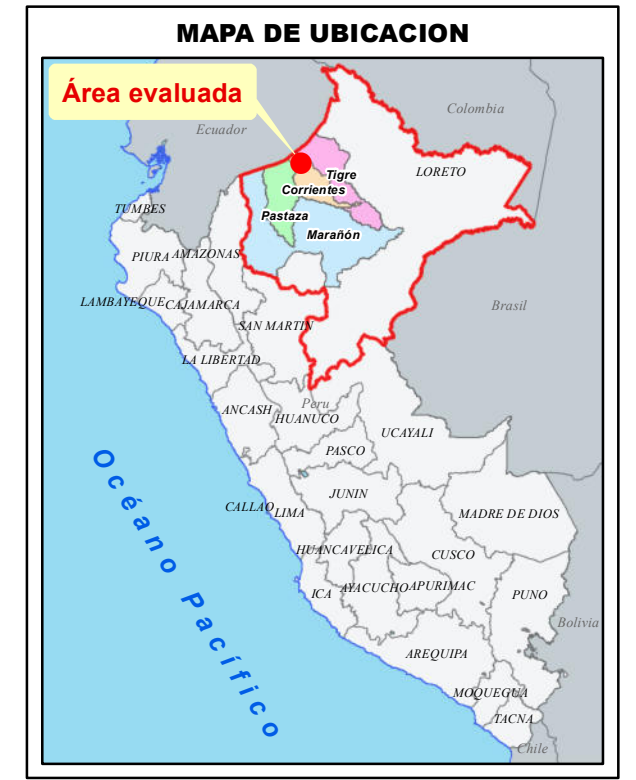 MAPA DE UBICACION
Área evaluada
Colombia
Ecuador
LORETO
Tigre
Corrientes
Pastaza
Marañón
TUMBES
PIURA
AMAZONAS
LAMBAYEQUE
CAJAMARCA
SAN MARTIN
Brasil
LA LIBERTAD
Peru
ANCASH
HUANUCO
UCAYALI
PASCO
Océano Pacífico
JUNIN
CALLAO
LIMA
MADRE DE DIOS
HUANCAVELICA
CUSCO
ICA
AYACUCHO
APURIMAC
PUNO
Bolivia
AREQUIPA
MOQUEGUA
TACNA
Chile